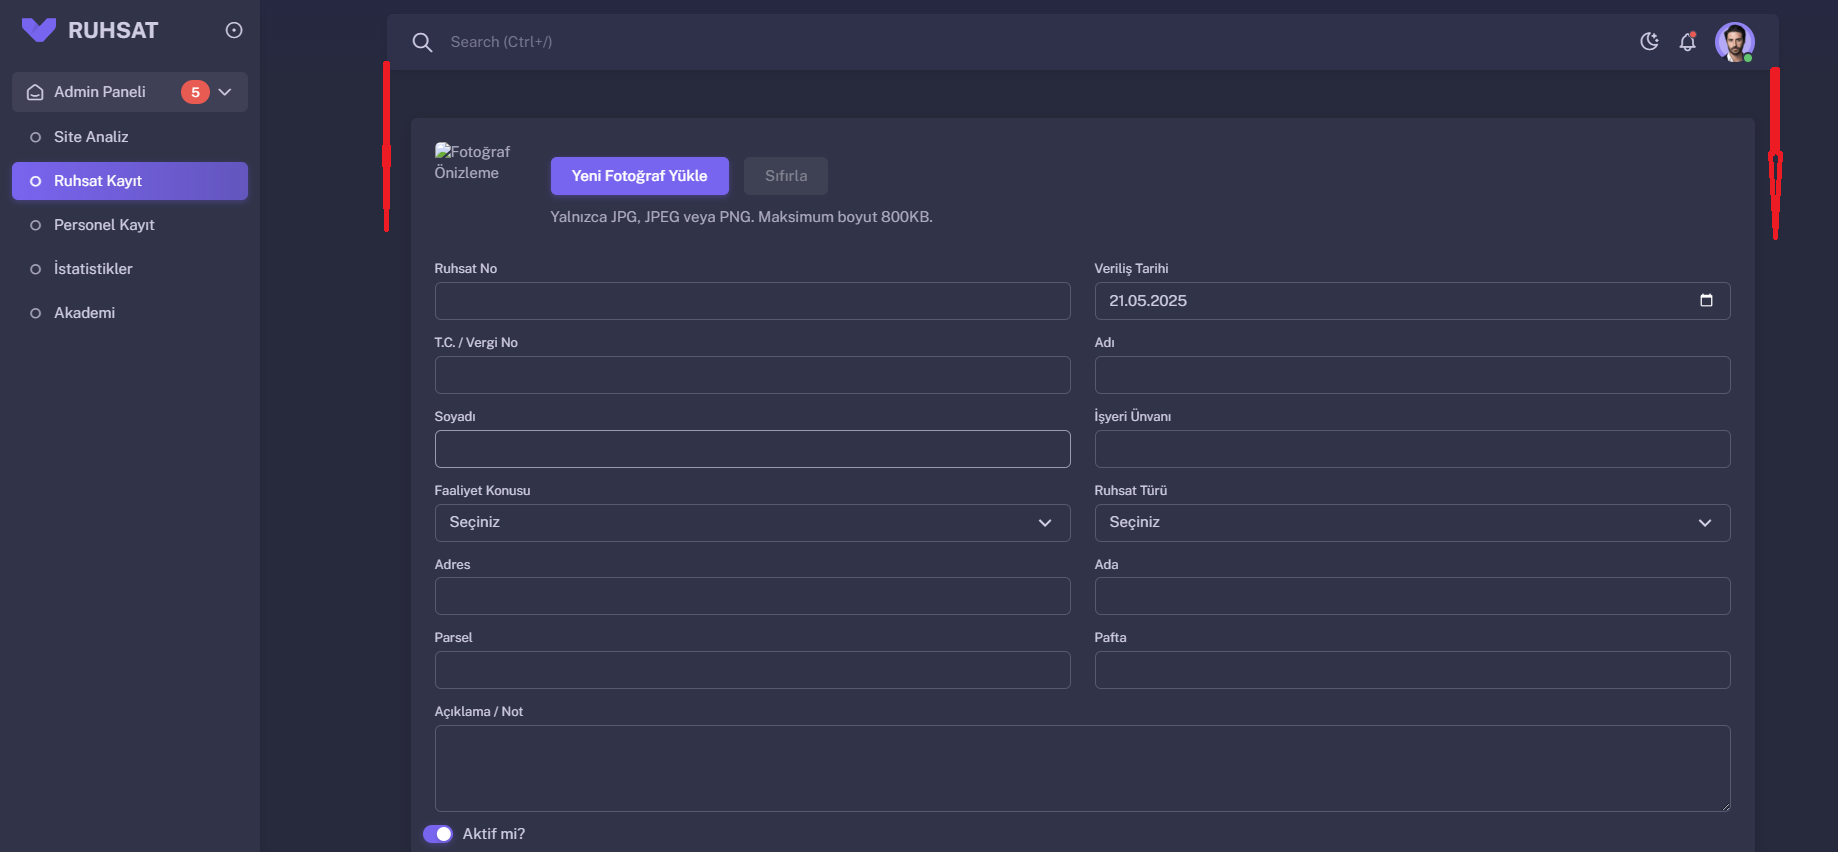 RUHSAT
Admin Paneli 5
Site Analiz
Ruhsat Kayıt
Personel Kayıt
İstatistikler
Akademi
Search (Ctrl+/)
Fotoğraf
Önizleme
Yeni Fotoğraf Yükle
Sıfırla
Yalnızca JPG, JPEG veya PNG. Maksimum boyut 800KB.
Ruhsat No
Veriliş Tarihi
21.05.2025
T.C. / Vergi No
Adı
Soyadı
İşyeri Ünvanı
Faaliyet Konusu
Seçiniz
Ruhsat Türü
Seçiniz
Adres
Ada
Parsel
Pafta
Açıklama / Not
Aktif mi?